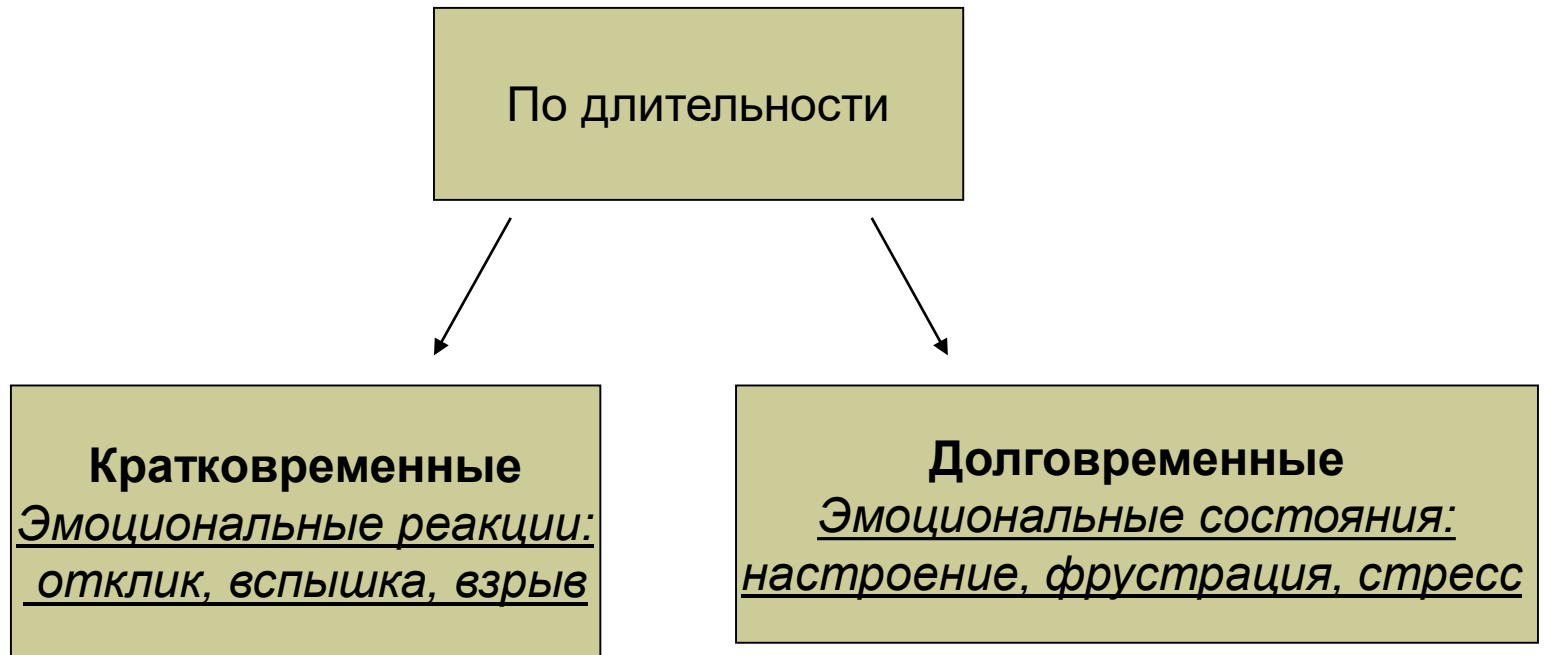 По длительности
Кратковременные
Эмоциональные реакции:
отклик, вспышка, взрыв
Долговременные
Эмоциональные состояния:
настроение, фрустрация, стресс